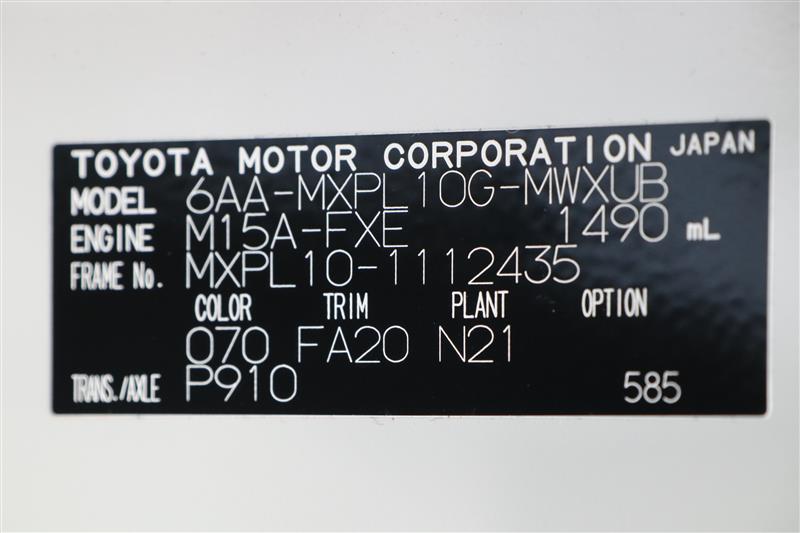 TOYOTA MOTOR CORPORATION JAPAN
MODEL 6AA-MXPL10G-MWXUB
ENGINE M15A-FXE 1490 mL
FRAME No. MXPL10-1112435
COLOR TRIM PLANT OPTION
070 FA20 N21
TRANS./AXLE P910 585